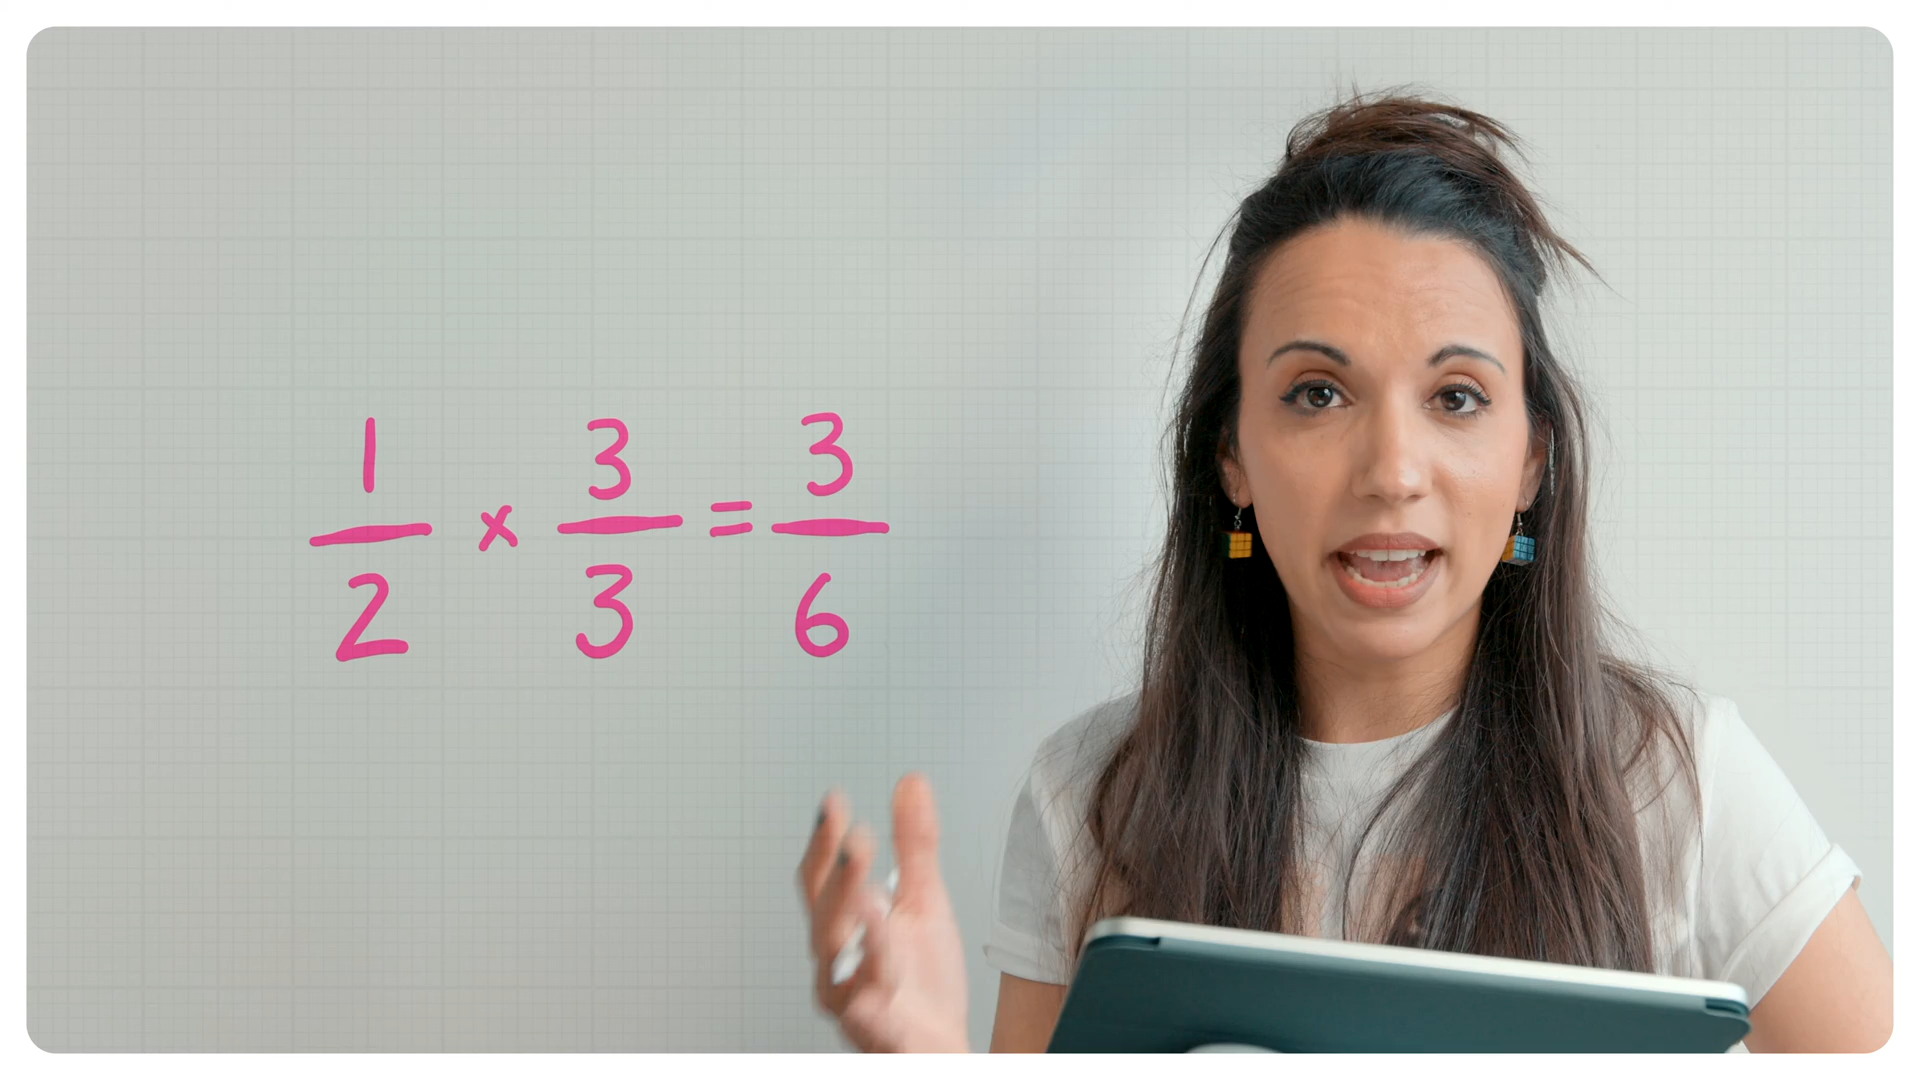 1/2 × 3/3 = 3/6